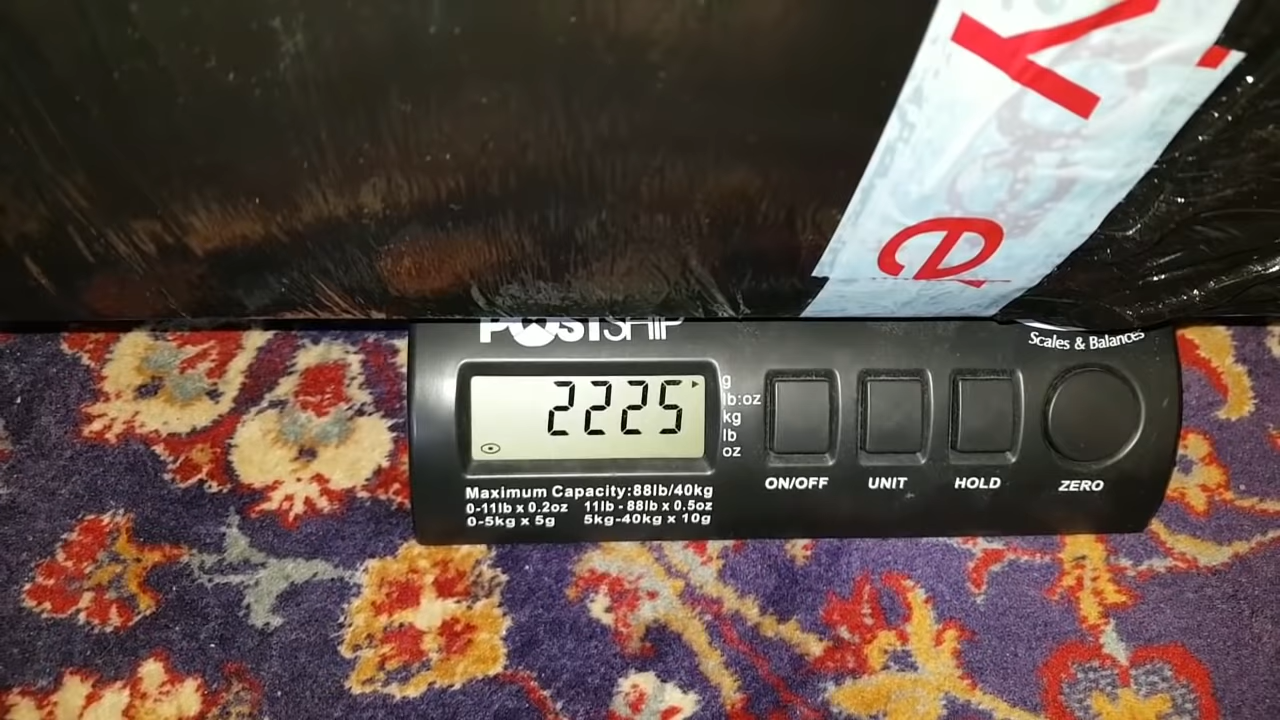 y
e
POSTSHIP
Scales & Balances
2225
g
lb:oz
kg
lb
oz
ON/OFF
UNIT
HOLD
ZERO
Maximum Capacity:88lb/40kg
0-11lb x 0.2oz 11lb - 88lb x 0.5oz
0-5kg x 5g 5kg-40kg x 10g